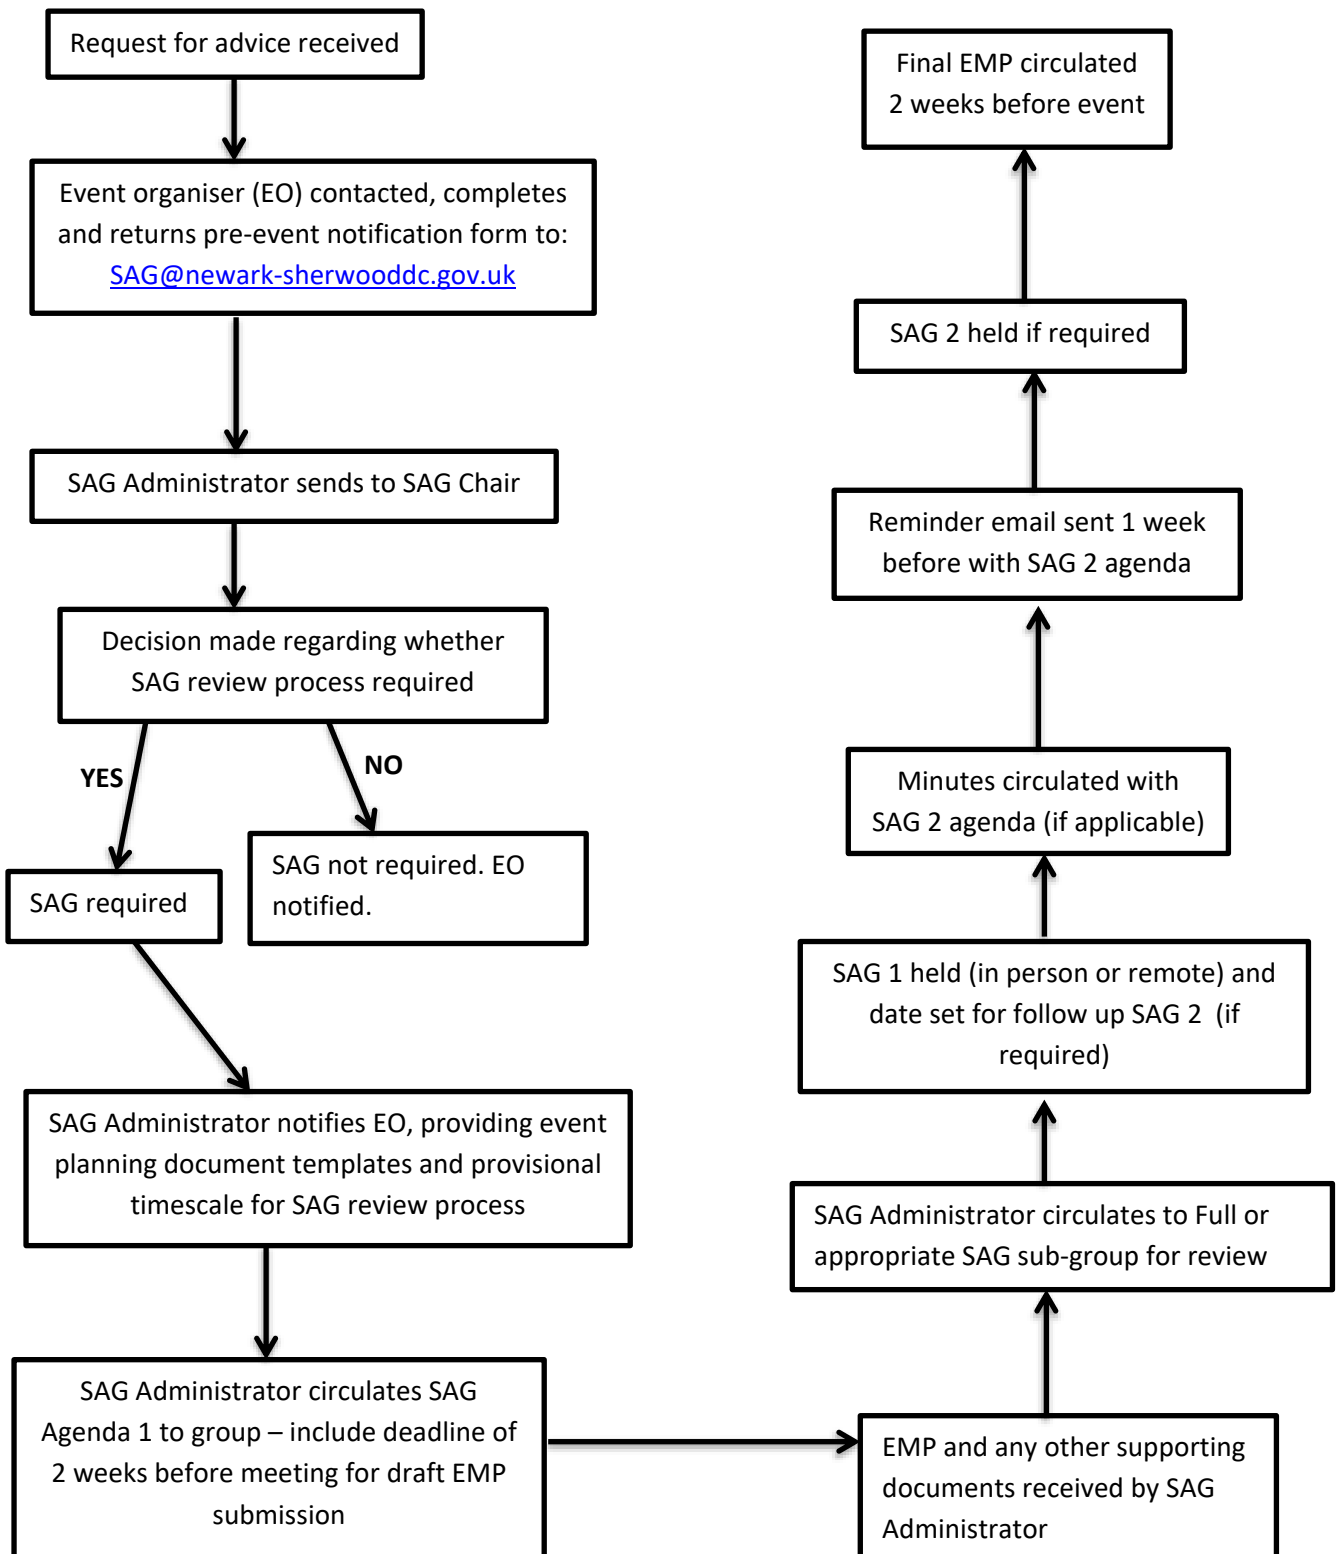 Request for advice received
Event organiser (EO) contacted, completes
and returns pre-event notification form to:
SAG@newark-sherwooddc.gov.uk
SAG Administrator sends to SAG Chair
Decision made regarding whether
SAG review process required
YES
NO
SAG required
SAG not required. EO
notified.
SAG Administrator notifies EO, providing event
planning document templates and provisional
timescale for SAG review process
SAG Administrator circulates SAG
Agenda 1 to group – include deadline of
2 weeks before meeting for draft EMP
submission
EMP and any other supporting
documents received by SAG
Administrator
SAG Administrator circulates to Full or
appropriate SAG sub-group for review
SAG 1 held (in person or remote) and
date set for follow up SAG 2 (if
required)
Minutes circulated with
SAG 2 agenda (if applicable)
Reminder email sent 1 week
before with SAG 2 agenda
SAG 2 held if required
Final EMP circulated
2 weeks before event